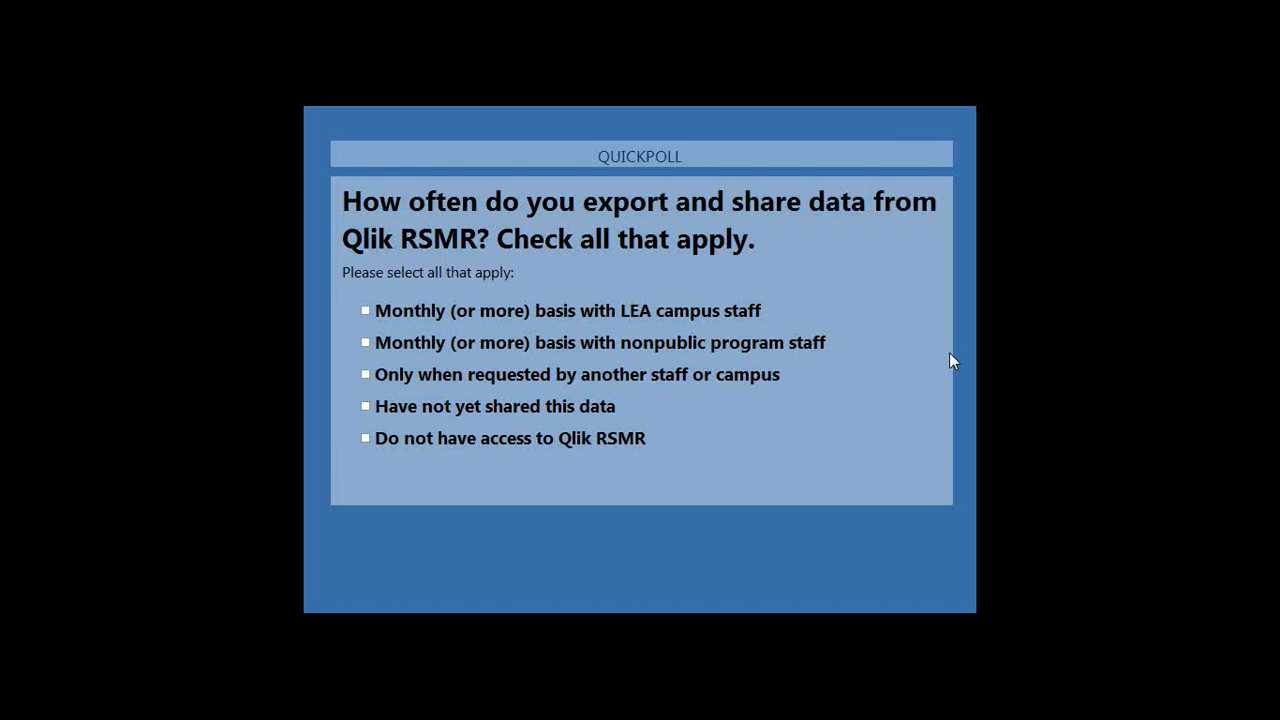 QUICKPOLL
How often do you export and share data from
Qlik RSMR? Check all that apply.
Please select all that apply:
Monthly (or more) basis with LEA campus staff
Monthly (or more) basis with nonpublic program staff
Only when requested by another staff or campus
Have not yet shared this data
Do not have access to Qlik RSMR